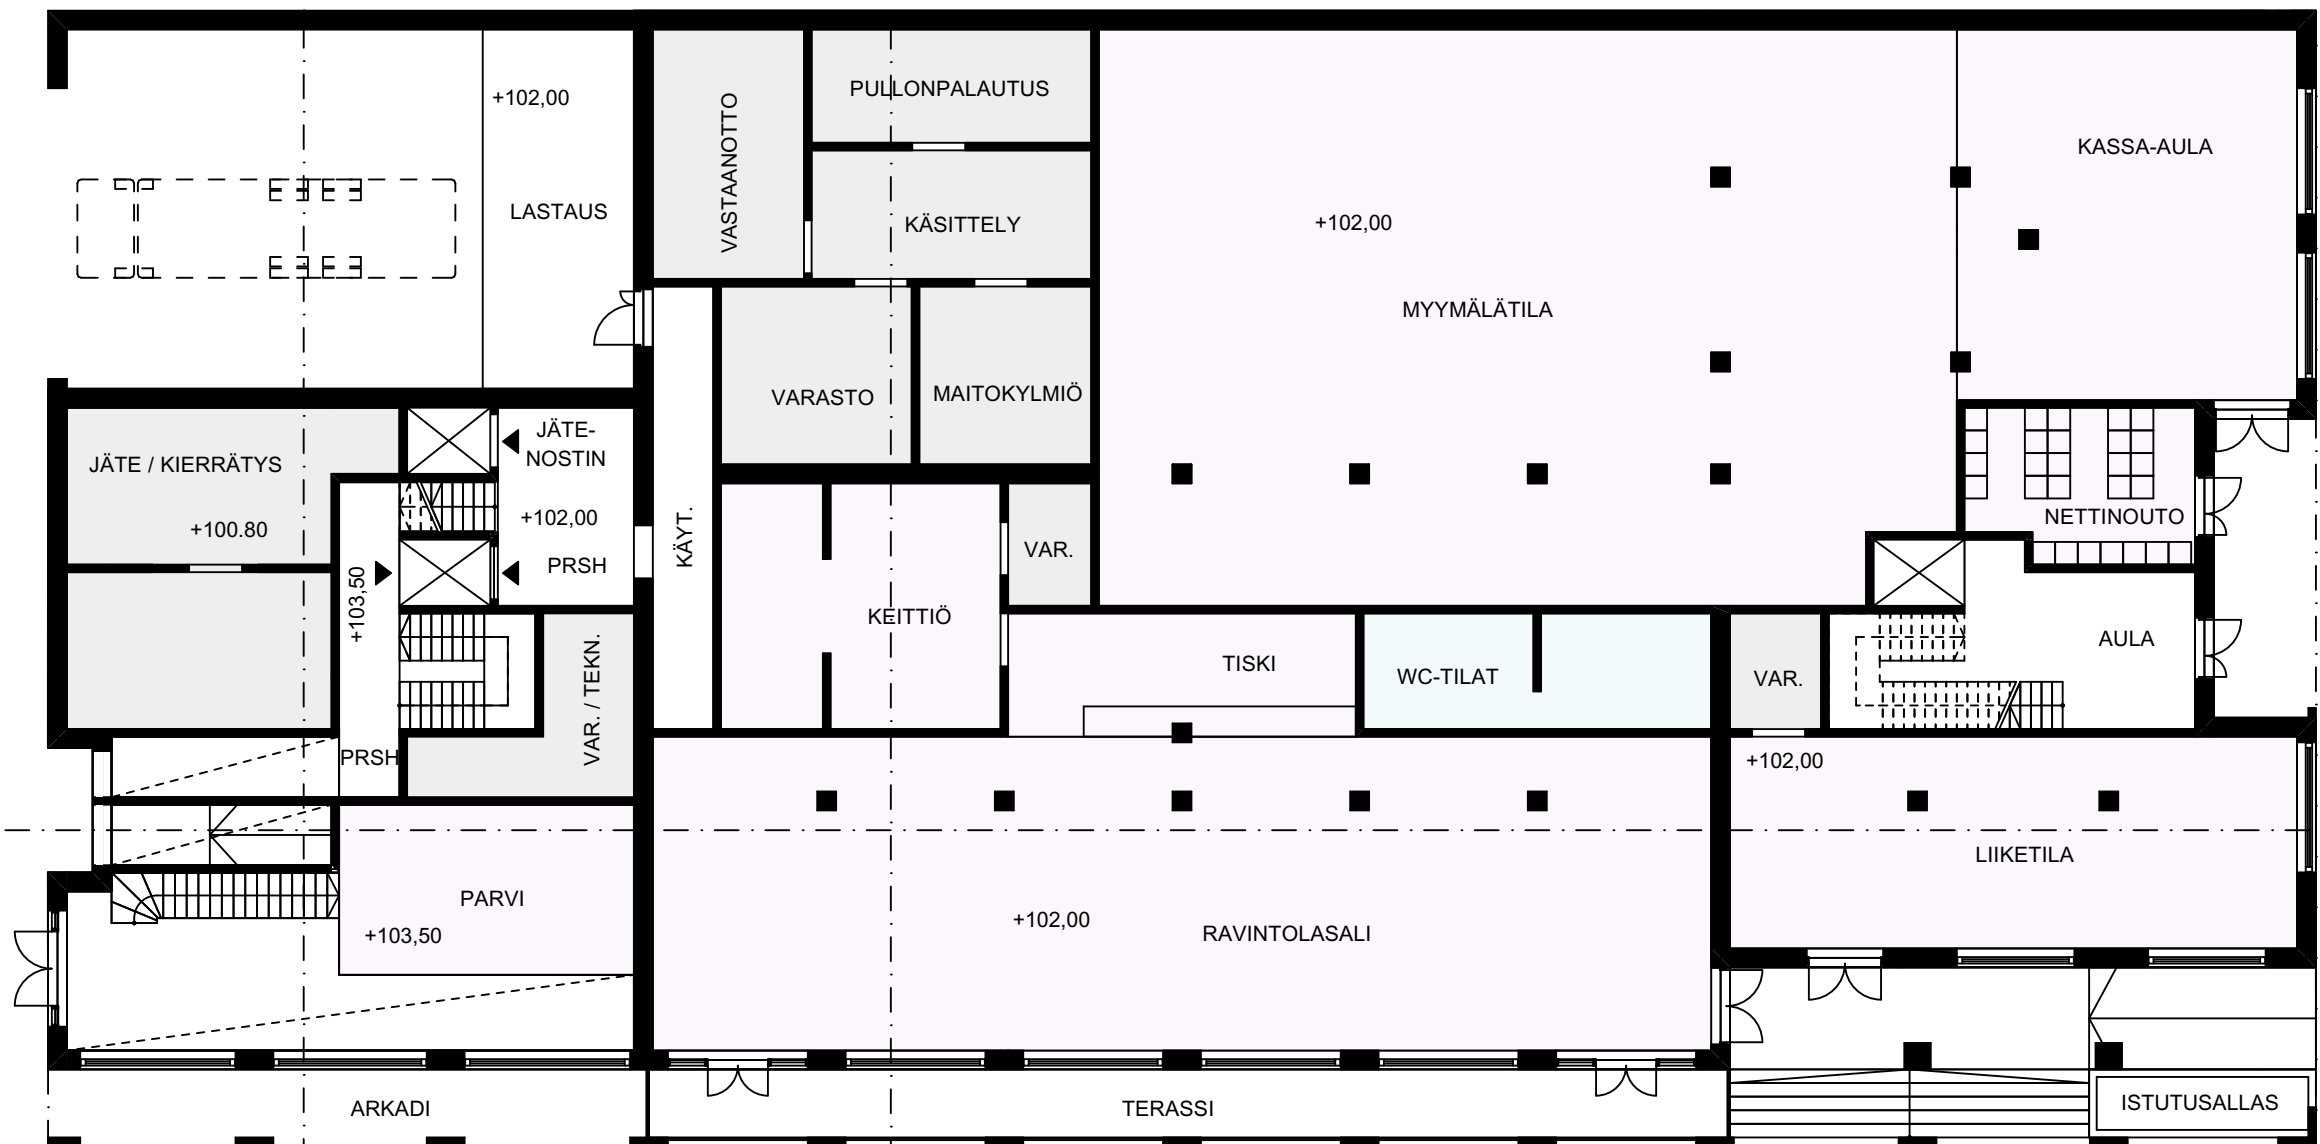 PULLONPALAUTUS
+102,00
VASTAANOTTO
KASSA-AULA
LASTAUS
KÄSITTELY
+102,00
MYYMÄLÄTILA
VARASTO
MAITOKYLMIÖ
JÄTE-
NOSTIN
JÄTE / KIERRÄTYS
+100.80
+102,00
NETTINOUTO
KÄYT.
VAR.
PRSH
+103,50
KEITTIÖ
AULA
TISKI
WC-TILAT
VAR.
VAR. / TEKN.
PRSH
+102,00
LIIKETILA
PARVI
+103,50
+102,00
RAVINTOLASALI
ARKADI
TERASSI
ISTUTUSALLAS